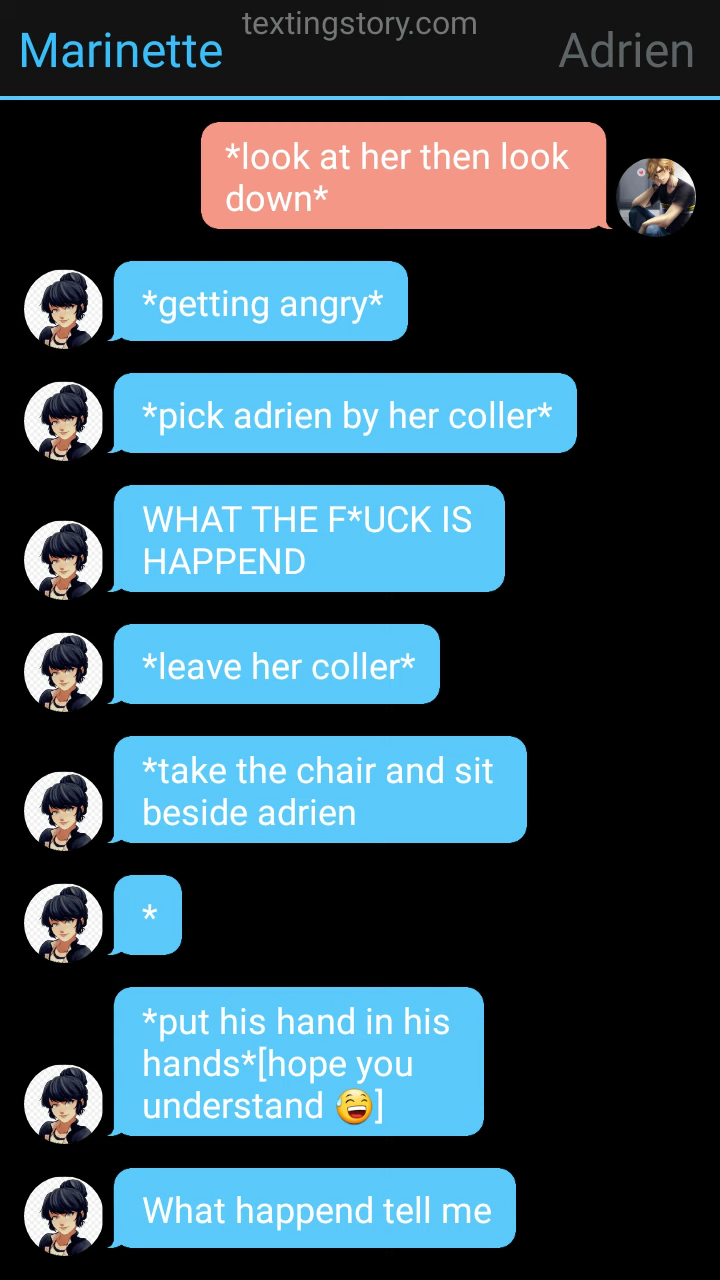 textingstory.com
Marinette
Adrien
*look at her then look
down*
*getting angry*
*pick adrien by her coller*
WHAT THE F*UCK IS
HAPPEND
*leave her coller*
*take the chair and sit
beside adrien
*
*put his hand in his
hands*[hope you
understand 😅]
What happend tell me